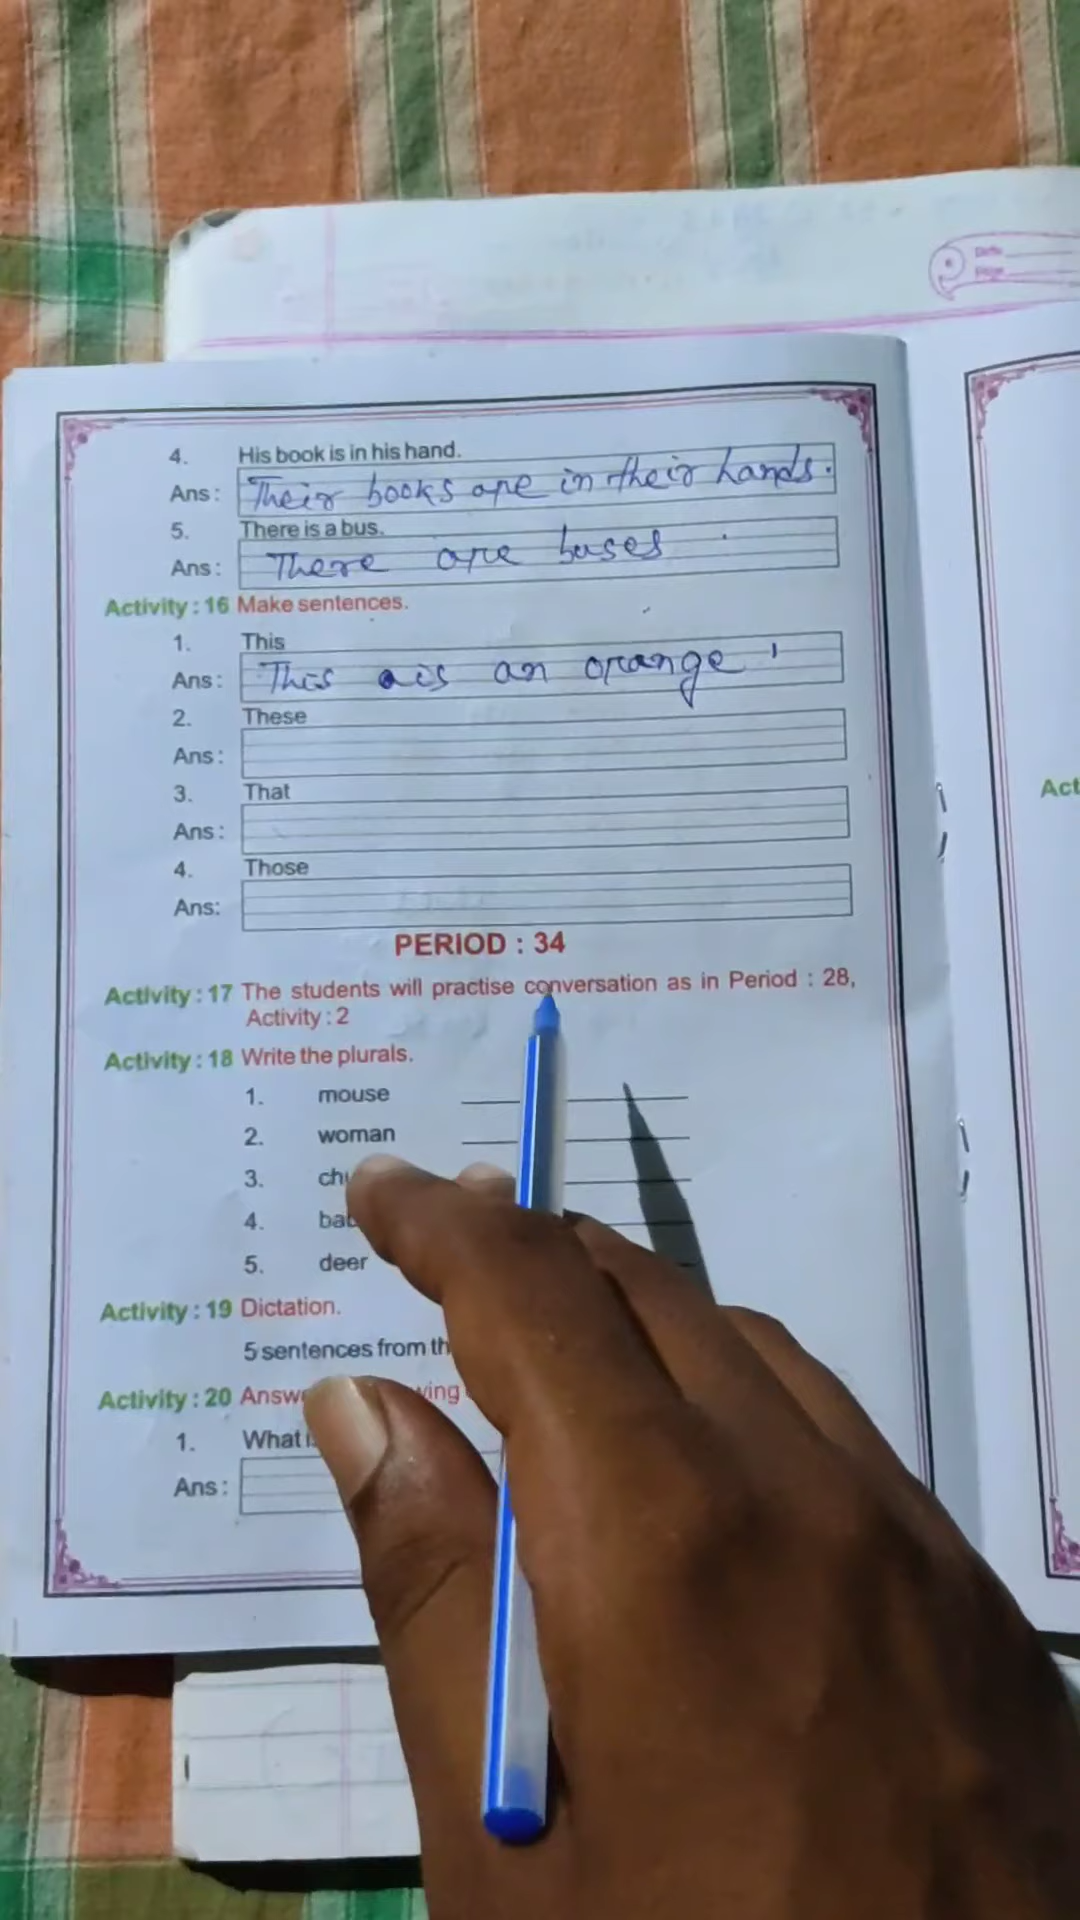 4. His book is in his hand.
Ans: Their books are in their hands.
5. There is a bus.
Ans: There are buses.
Activity : 16 Make sentences.
1. This
Ans: This is an orange.
2. These
Ans:
3. That
Ans:
4. Those
Ans:
PERIOD : 34
Activity : 17 The students will practise conversation as in Period : 28,
Activity : 2
Activity : 18 Write the plurals.
1. mouse
2. woman
3.
4.
5. deer
Activity : 19 Dictation.
5 sentences from
Activity : 20
1. What
Ans:
Date
Page